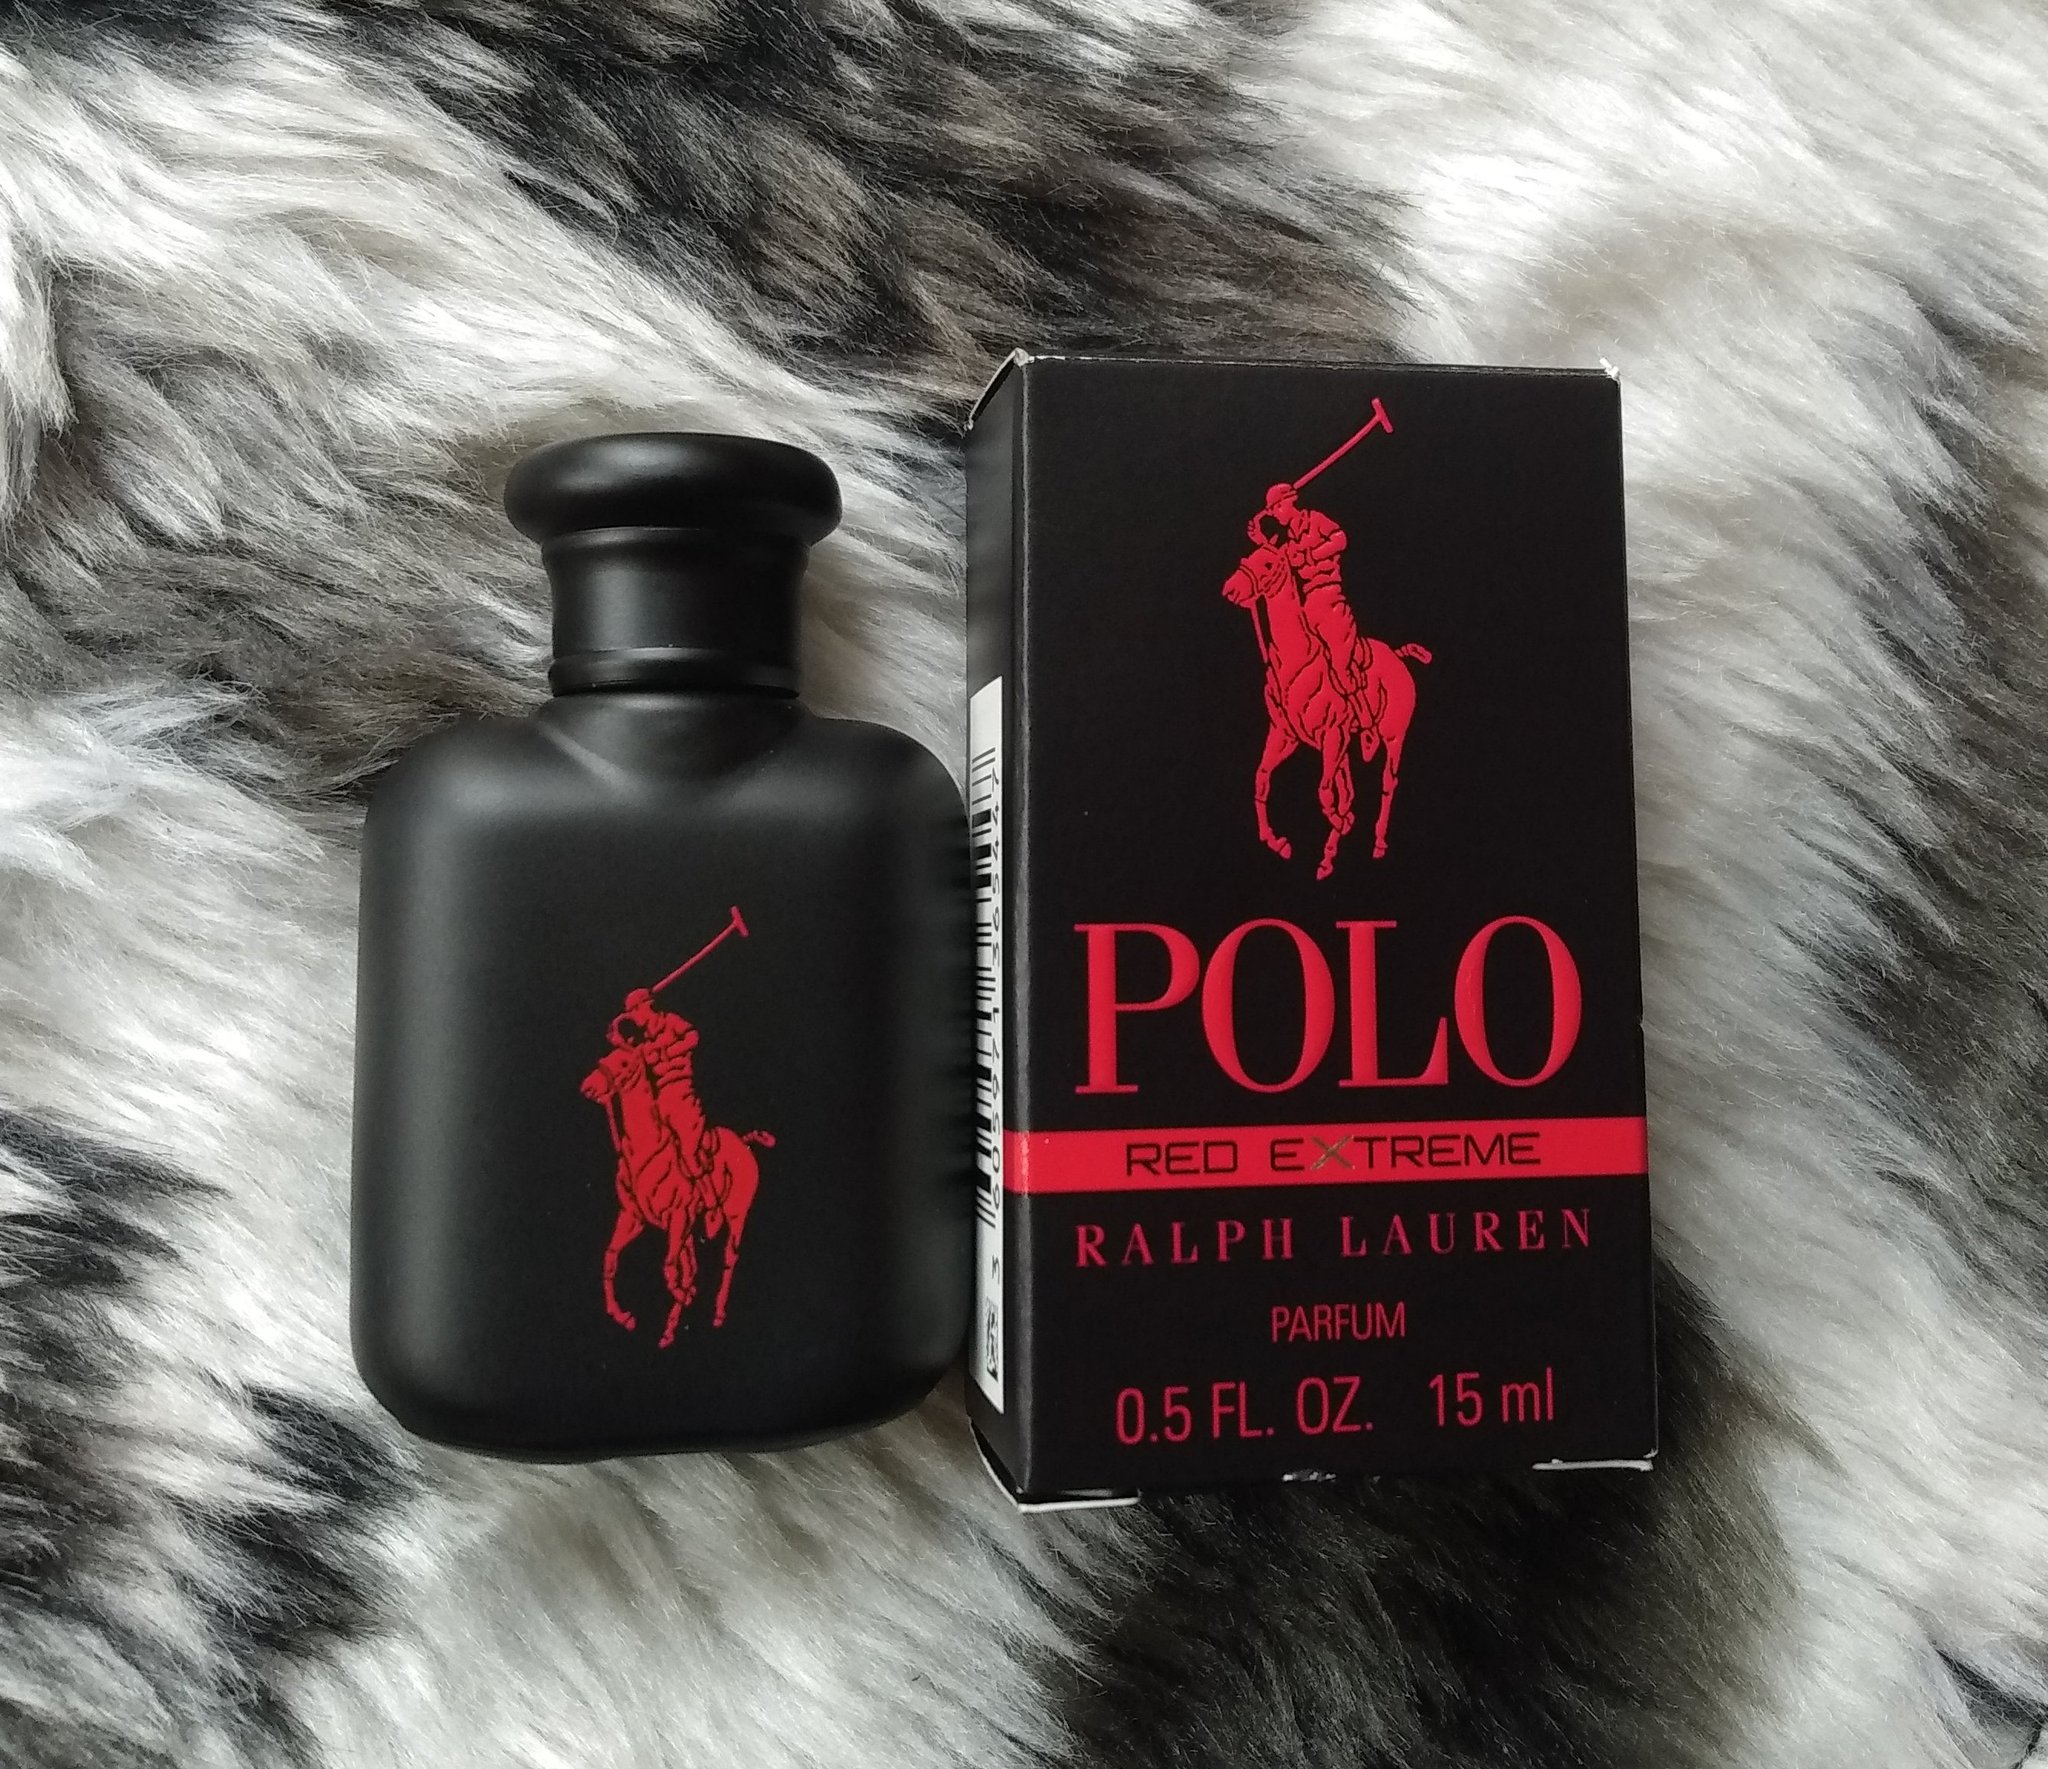 POLO
RED EXTREME
RALPH LAUREN
PARFUM
0.5 FL. OZ. 15 ml